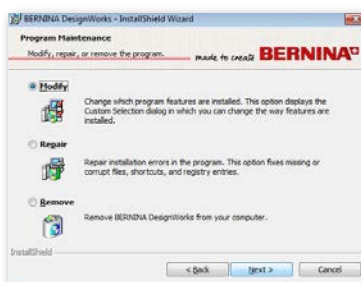 BERNINA DesignWorks - InstallShield Wizard
Program Maintenance
Modify, repair, or remove the program.
made to create BERNINA
Modify
Change which program features are installed. This option displays the
Custom Selection dialog in which you can change the way features are
installed.
Repair
Repair installation errors in the program. This option fixes missing or
corrupt files, shortcuts, and registry entries.
Remove
Remove BERNINA DesignWorks from your computer.
InstallShield
< Back
Next >
Cancel